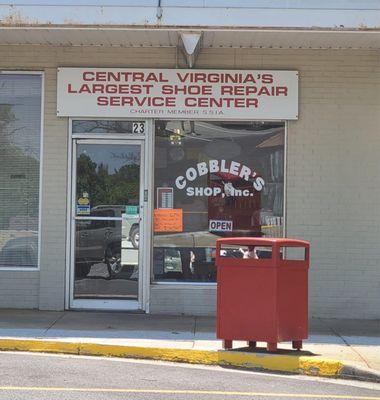 CENTRAL VIRGINIA'S
LARGEST SHOE REPAIR
SERVICE CENTER
CHARTER MEMBER S.S.I.A.
23
COBBLER'S
SHOP, Inc.
OPEN